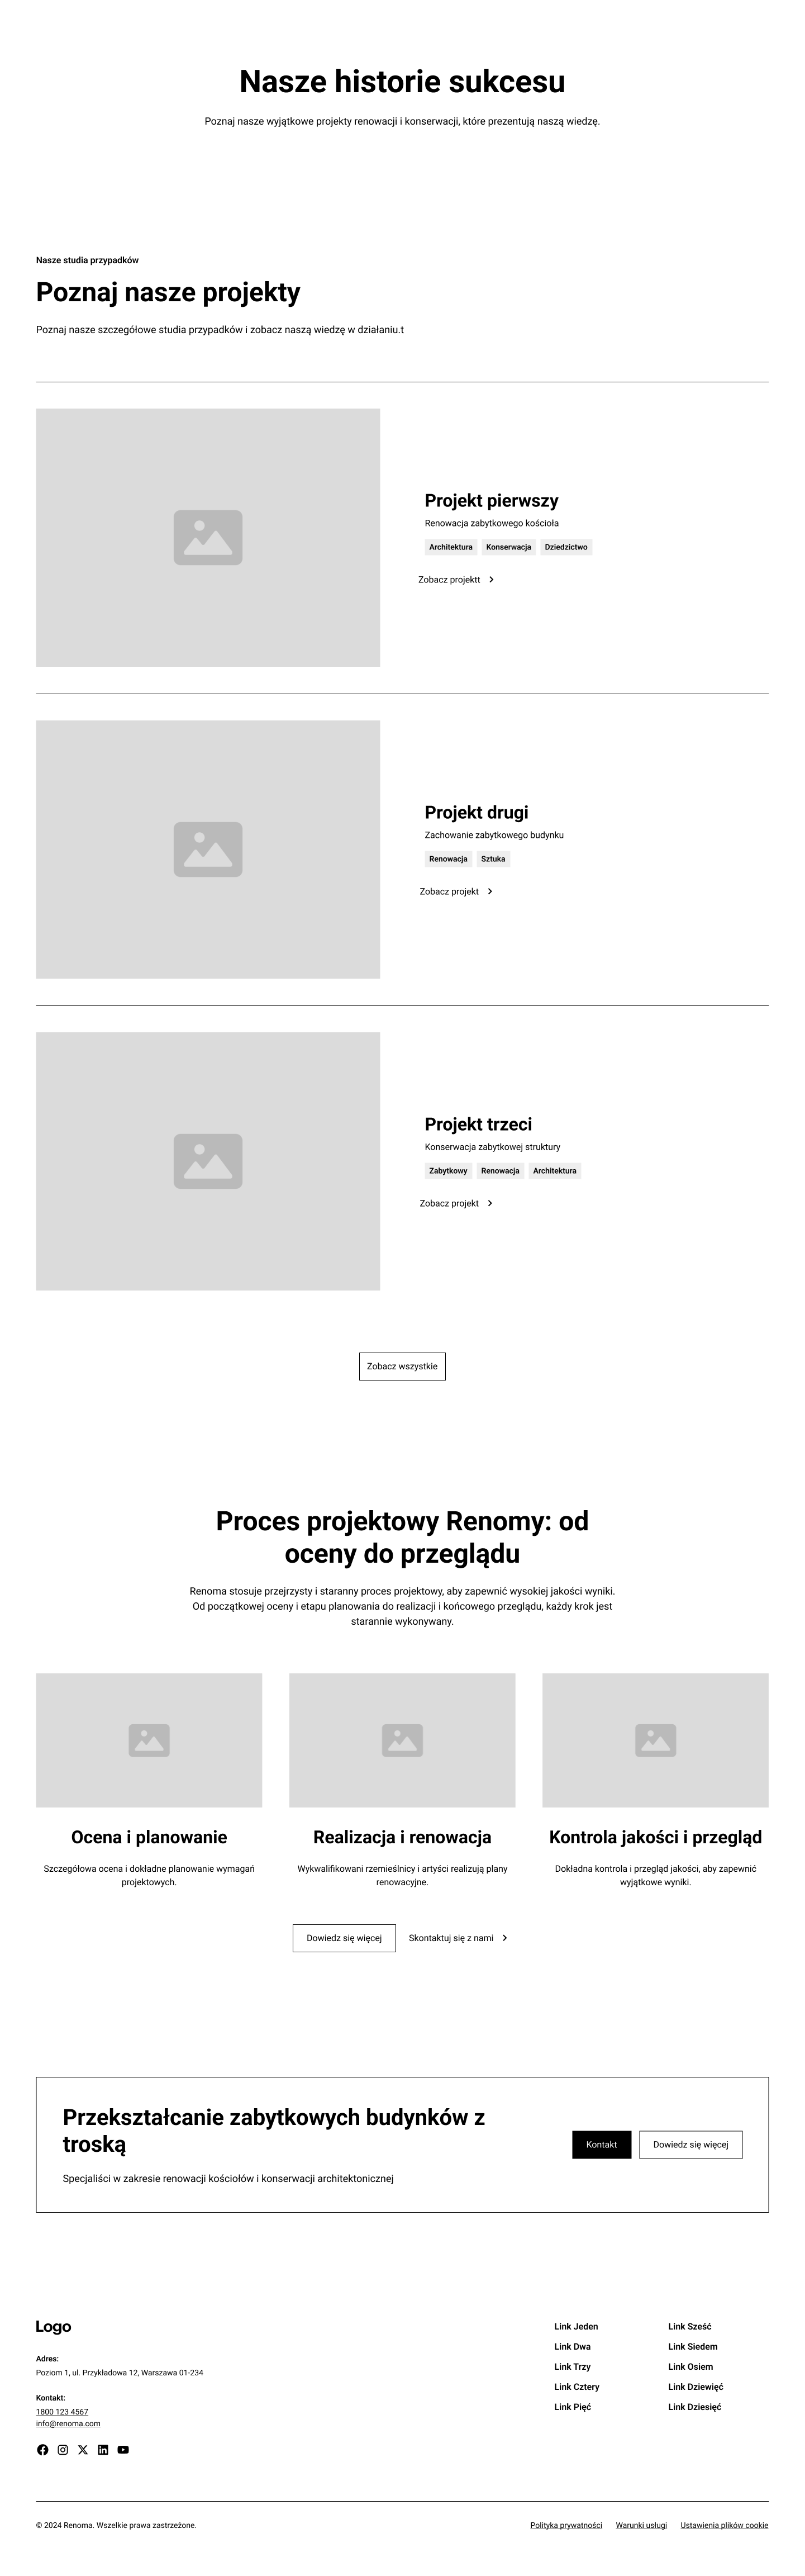 Nasze historie sukcesu
Poznaj nasze wyjątkowe projekty renowacji i konserwacji, które prezentują naszą wiedzę.
Nasze studia przypadków
Poznaj nasze projekty
Poznaj nasze szczegółowe studia przypadków i zobacz naszą wiedzę w działaniu.t
Projekt pierwszy
Renowacja zabytkowego kościoła
Architektura Konserwacja Dziedzictwo
Zobacz projektt
Projekt drugi
Zachowanie zabytkowego budynku
Renowacja Sztuka
Zobacz projekt
Projekt trzeci
Konserwacja zabytkowej struktury
Zabytkowy Renowacja Architektura
Zobacz projekt
Zobacz wszystkie
Proces projektowy Renomy: od
oceny do przeglądu
Renoma stosuje przejrzysty i staranny proces projektowy, aby zapewnić wysokiej jakości wyniki.
Od początkowej oceny i etapu planowania do realizacji i końcowego przeglądu, każdy krok jest
starannie wykonywany.
Ocena i planowanie
Szczegółowa ocena i dokładne planowanie wymagań
projektowych.
Realizacja i renowacja
Wykwalifikowani rzemieślnicy i artyści realizują plany
renowacyjne.
Kontrola jakości i przegląd
Dokładna kontrola i przegląd jakości, aby zapewnić
wyjątkowe wyniki.
Dowiedz się więcej Skontaktuj się z nami
Przekształcanie zabytkowych budynków z
troską
Specjaliści w zakresie renowacji kościołów i konserwacji architektonicznej
Kontakt Dowiedz się więcej
Logo
Adres:
Poziom 1, ul. Przykładowa 12, Warszawa 01-234
Kontakt:
1800 123 4567
info@renoma.com
Link Jeden
Link Dwa
Link Trzy
Link Cztery
Link Pięć
Link Sześć
Link Siedem
Link Osiem
Link Dziewięć
Link Dziesięć
© 2024 Renoma. Wszelkie prawa zastrzeżone.
Polityka prywatności Warunki usługi Ustawienia plików cookie